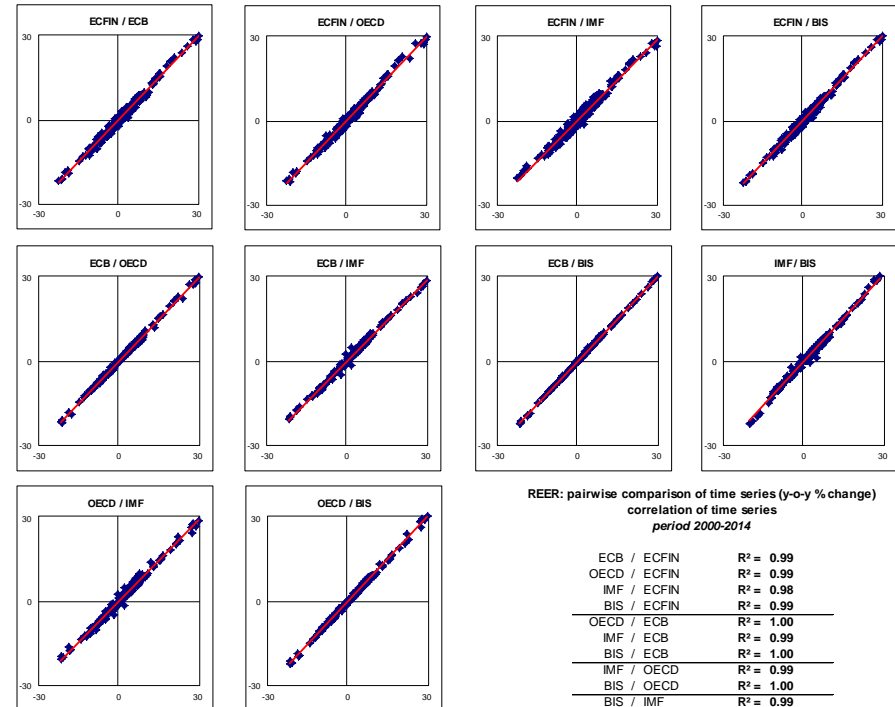 ECFIN / ECB
30
0
-30
-30
0
30
ECFIN / OECD
30
0
-30
-30
0
30
ECFIN / IMF
30
0
-30
-30
0
30
ECFIN / BIS
30
0
-30
-30
0
30
ECB / OECD
30
0
-30
-30
0
30
ECB / IMF
30
0
-30
-30
0
30
ECB / BIS
30
0
-30
-30
0
30
IMF / BIS
30
0
-30
-30
0
30
OECD / IMF
30
0
-30
OECD / BIS
30
0
-30
REER: pairwise comparison of time series (y-o-y % change)
correlation of time series
period 2000-2014
ECB / ECFIN R² = 0.99
OECD / ECFIN R² = 0.99
IMF / ECFIN R² = 0.98
BIS / ECFIN R² = 0.99
OECD / ECB R² = 1.00
IMF / ECB R² = 0.99
BIS / ECB R² = 1.00
IMF / OECD R² = 0.99
BIS / OECD R² = 1.00
BIS / IMF R² = 0.99